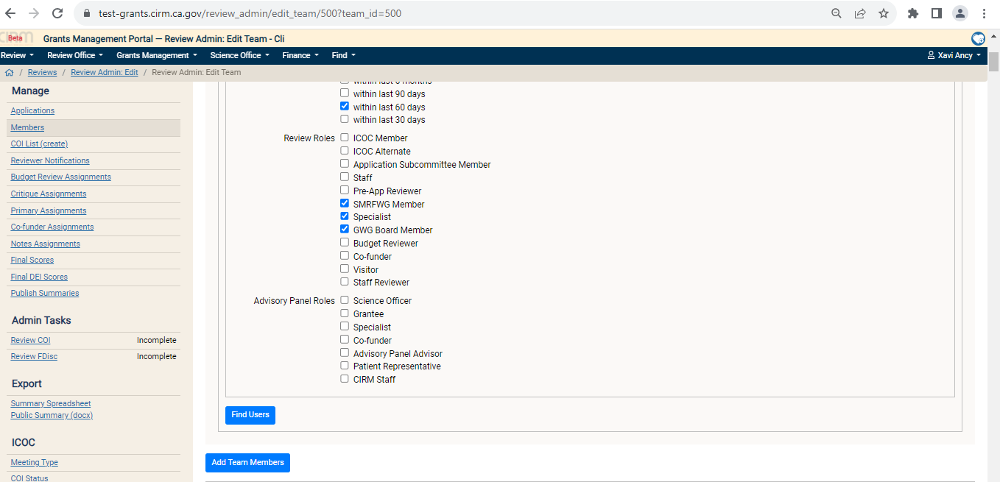 test-grants.cirm.ca.gov/review_admin/edit_team/500?team_id=500
Beta
Grants Management Portal — Review Admin: Edit Team - Cli
Review Review Office Grants Management Science Office Finance Find Xavi Ancy
/ Reviews / Review Admin: Edit / Review Admin: Edit Team
Manage
Applications
Members
COI List (create)
Reviewer Notifications
Budget Review Assignments
Critique Assignments
Primary Assignments
Co-funder Assignments
Notes Assignments
Final Scores
Final DEI Scores
Publish Summaries
Admin Tasks
Review COI Incomplete
Review FDisc Incomplete
Export
Summary Spreadsheet
Public Summary (docx)
ICOC
Meeting Type
COI Status
within last 6 months
within last 90 days
within last 60 days
within last 30 days
Review Roles ICOC Member
ICOC Alternate
Application Subcommittee Member
Staff
Pre-App Reviewer
SMRFWG Member
Specialist
GWG Board Member
Budget Reviewer
Co-funder
Visitor
Staff Reviewer
Advisory Panel Roles Science Officer
Grantee
Specialist
Co-funder
Advisory Panel Advisor
Patient Representative
CIRM Staff
Find Users
Add Team Members